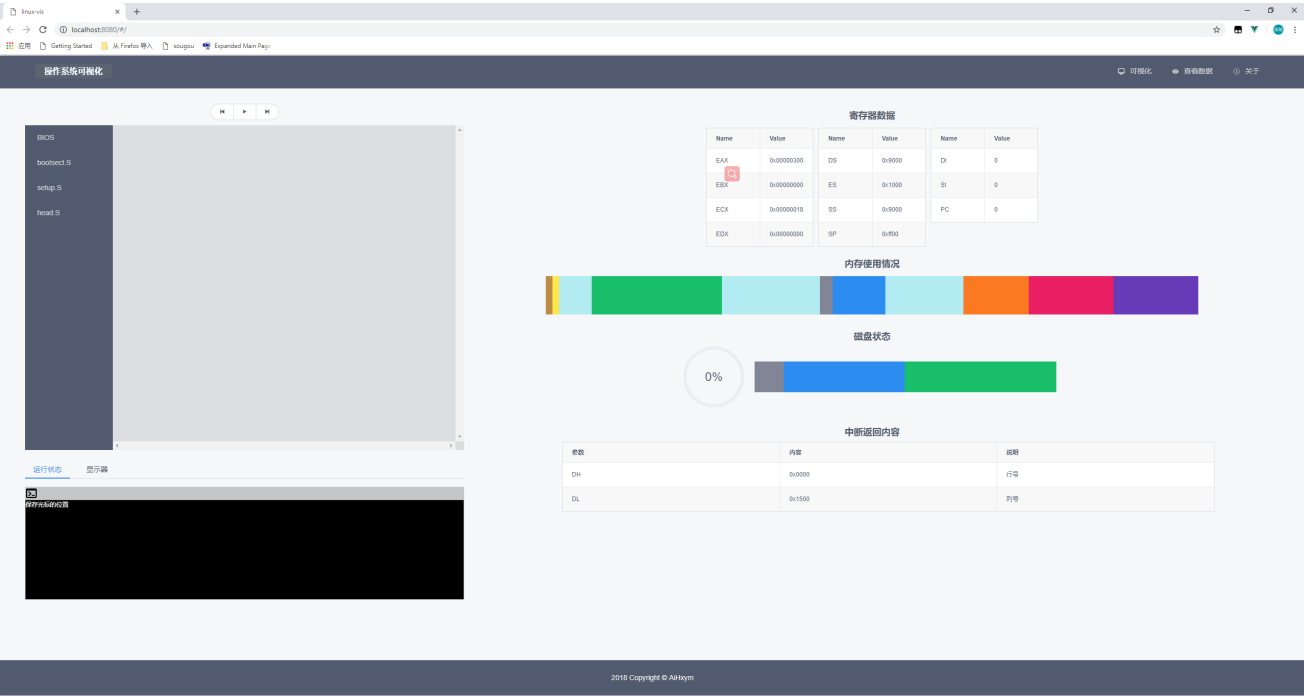 linux-vis
localhost:8080/#/
应用 Getting Started 从 Firefox 导入 sougou Expanded Main Page
操作系统可视化 可视化 查看数据 关于
寄存器数据
BIOS
bootsect.S
setup.S
head.S
Name Value Name Value Name Value
EAX 0x00000300 DS 0x9000 DI 0
EBX 0x00000000 ES 0x1000 SI 0
ECX 0x00000018 SS 0x9000 PC 0
EDX 0x00000000 SP 0xff00
内存使用情况
磁盘状态
0%
中断返回内容
参数 内容 说明
DH 0x0000 行号
DL 0x1500 列号
运行状态 显示器
保存光标的位置
2018 Copyright © AiHxym